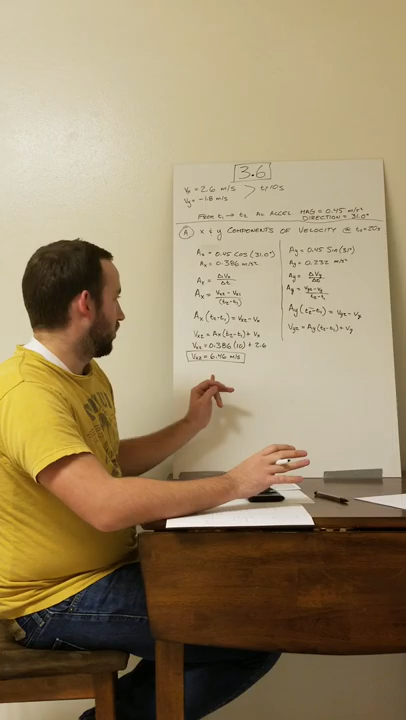 3.6
Vx = 2.6 m/s > t1 = 10s
Vy = -1.8 m/s
FROM t1 → t2 AV ACCEL MAG = 0.45 m/s²
DIRECTION = 31.0°
A X & Y COMPONENTS OF VELOCITY @ t2 = 20s
Ax = 0.45 COS (31.0°)
Ax = 0.386 m/s²
Ax = ΔVx / Δt
Ax = Vx2 - Vx1 / (t2-t1)
Ax (t2-t1) = Vx2 - Vx
Vx2 = Ax (t2-t1) + Vx
Vx2 = 0.386 (10) + 2.6
Vx2 = 6.46 m/s
Ay = 0.45 Sin (31°)
Ay = 0.232 m/s²
Ay = ΔVy / Δt
Ay = Vy2 - Vy / t2-t1
Ay (t2-t1) = Vy2 - Vy
Vy2 = Ay (t2-t1) + Vy